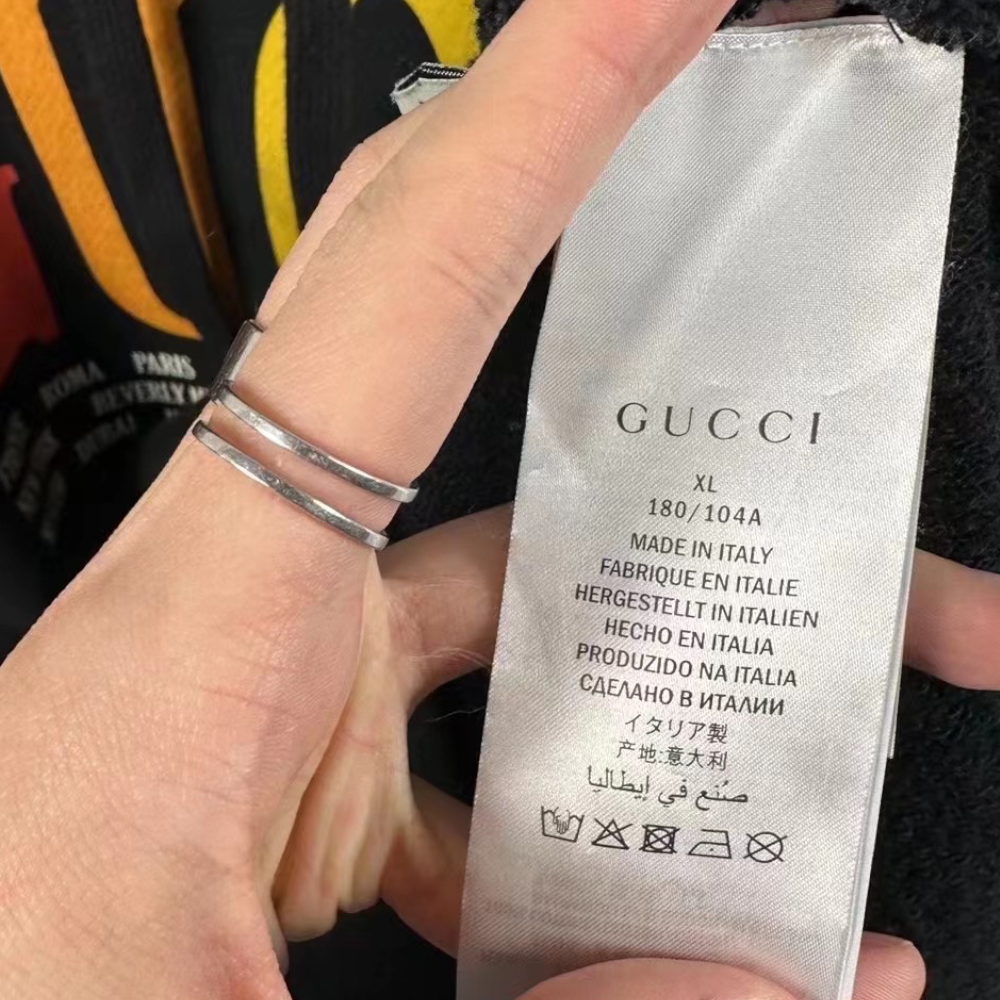 ROMA PARIS
BEVERLY
DUBAI
GUCCI
XL
180/104A
MADE IN ITALY
FABRIQUE EN ITALIE
HERGESTELLT IN ITALIEN
HECHO EN ITALIA
PRODUZIDO NA ITALIA
СДЕЛАНО В ИТАЛИИ
イタリア製
产地:意大利
صُنع في إيطاليا